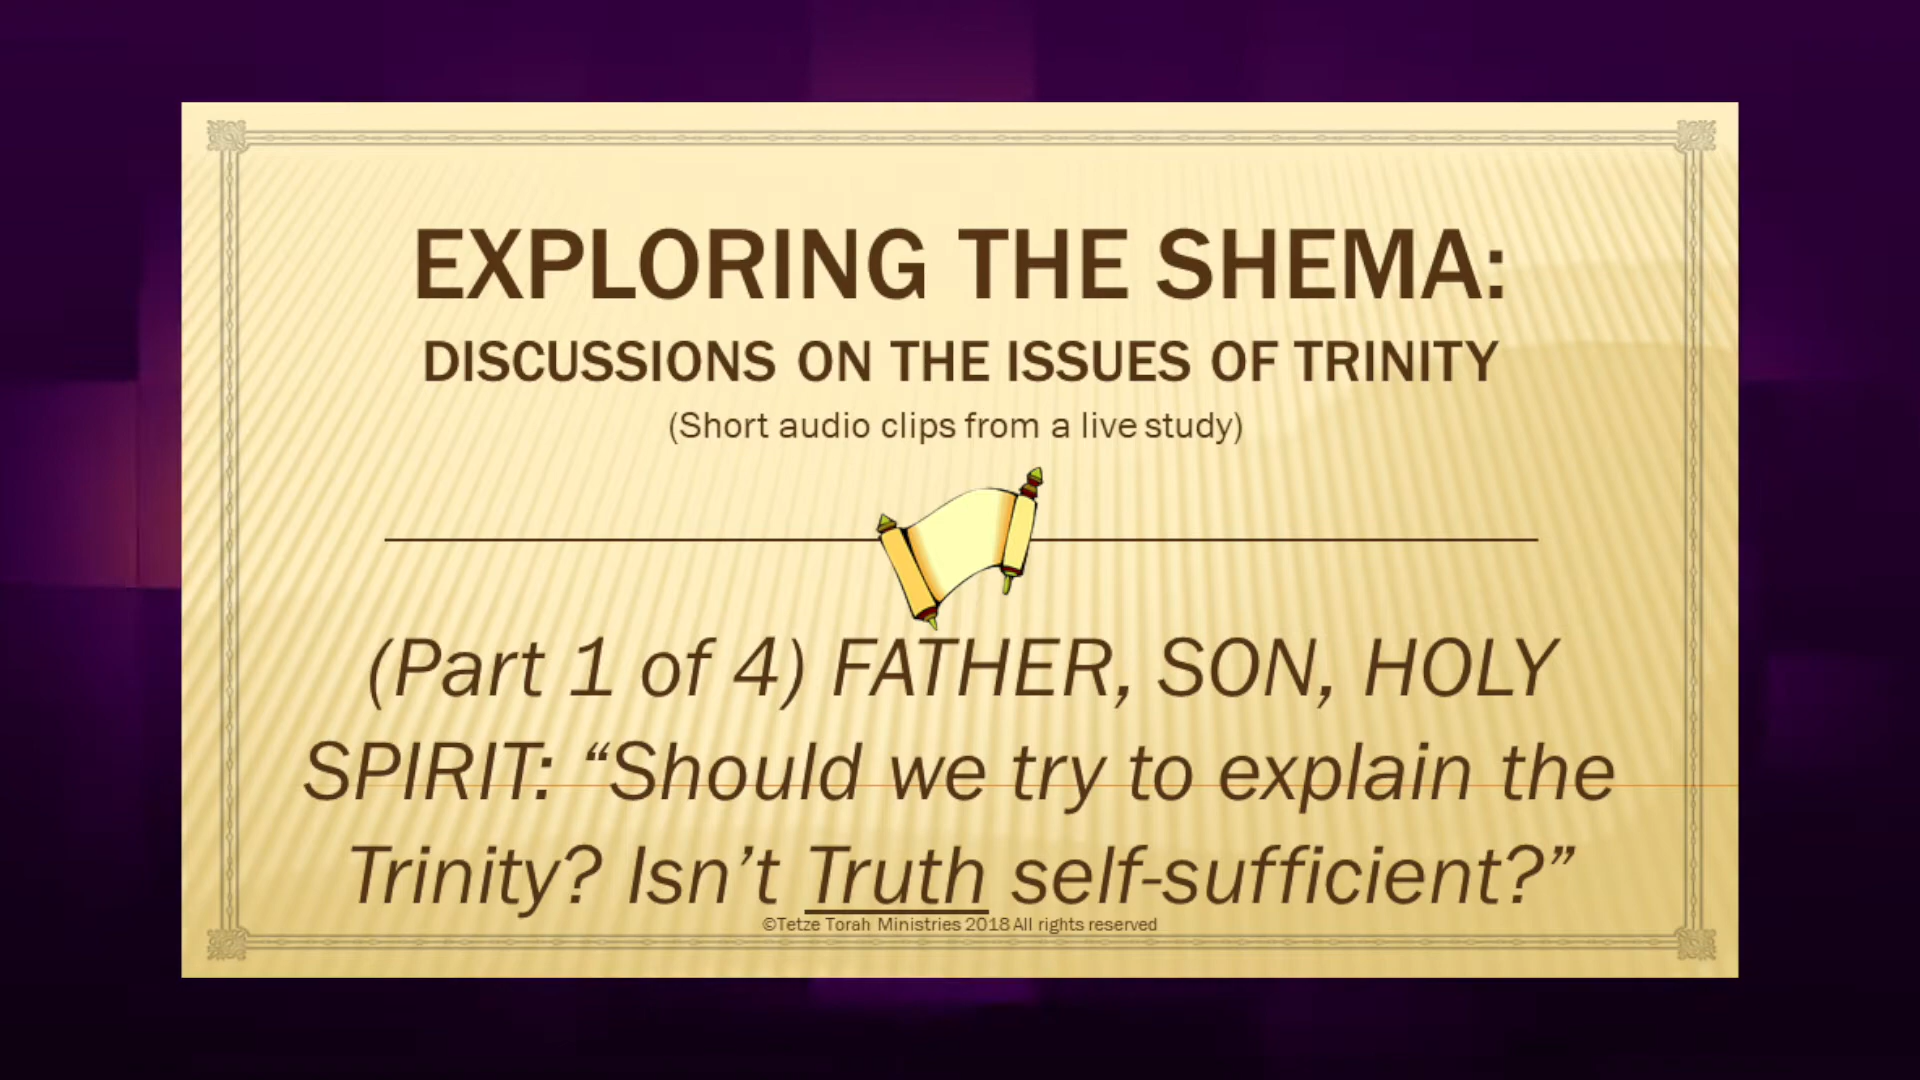 EXPLORING THE SHEMA:
DISCUSSIONS ON THE ISSUES OF TRINITY
(Short audio clips from a live study)
(Part 1 of 4) FATHER, SON, HOLY
SPIRIT: “Should we try to explain the
Trinity? Isn’t Truth self-sufficient?”
©Tetze Torah Ministries 2018 All rights reserved